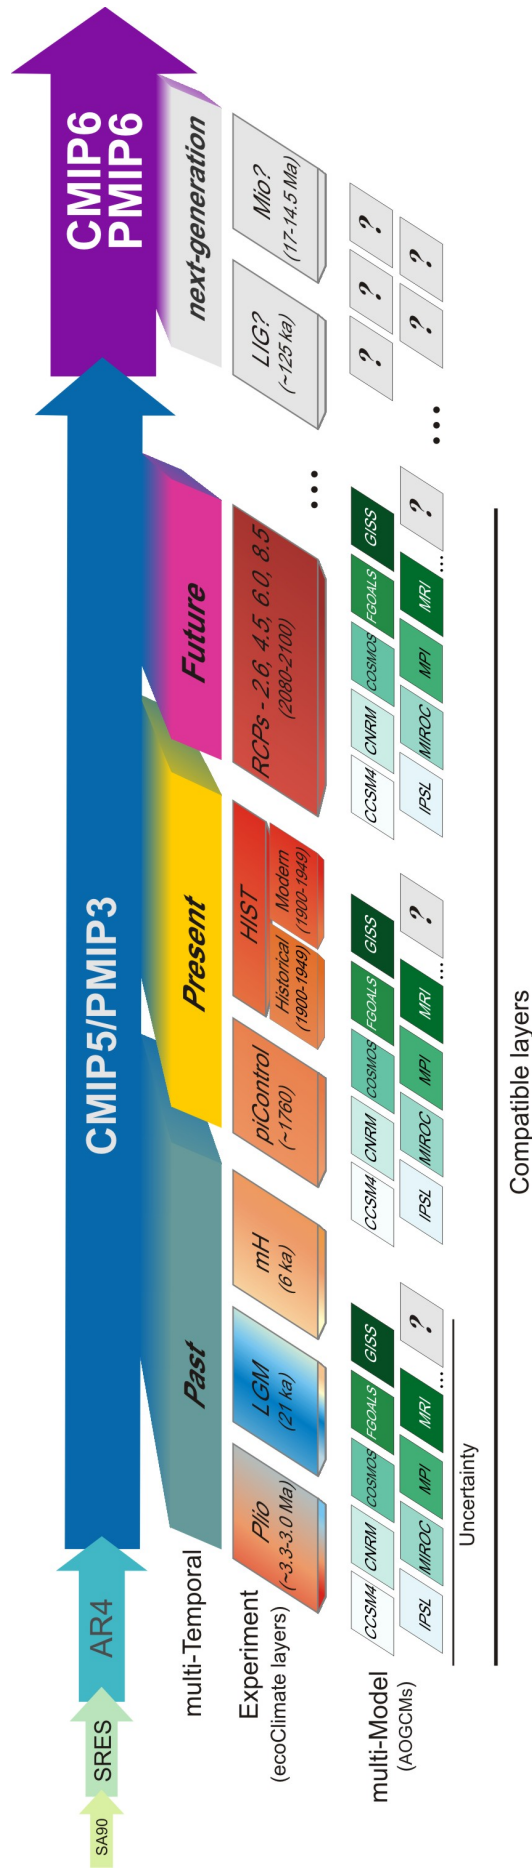 SA90
SRES
AR4
CMIP5/PMIP3
CMIP6
PMIP6
multi-Temporal
Past
Present
Future
next-generation
Experiment
(ecoClimate layers)
Plio
(~3.3-3.0 Ma)
LGM
(21 ka)
mH
(6 ka)
piControl
(~1760)
HIST
Historical
(1900-1949)
Modern
(1900-1949)
RCPs - 2.6, 4.5, 6.0, 8.5
(2080-2100)
...
LIG?
(~125 ka)
Mio?
(17-14.5 Ma)
multi-Model
(AOGCMs)
CCSM4 CNRM COSMOS FGOALS GISS
IPSL MIROC MPI MRI ... ?
CCSM4 CNRM COSMOS FGOALS GISS
IPSL MIROC MPI MRI ... ?
CCSM4 CNRM COSMOS FGOALS GISS
IPSL MIROC MPI MRI ... ?
...
? ? ?
? ?
Uncertainty
Compatible layers